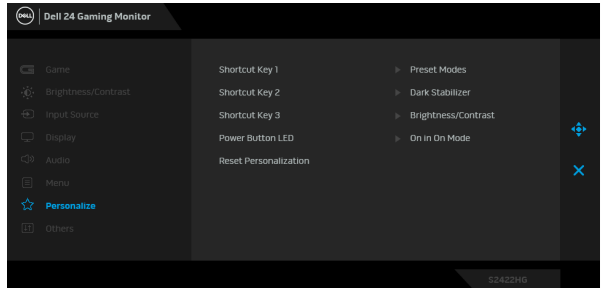 DELL Dell 24 Gaming Monitor
Game
Brightness/Contrast
Input Source
Display
Audio
Menu
Personalize
Others
Shortcut Key 1 Preset Modes
Shortcut Key 2 Dark Stabilizer
Shortcut Key 3 Brightness/Contrast
Power Button LED On in On Mode
Reset Personalization
S2422HG